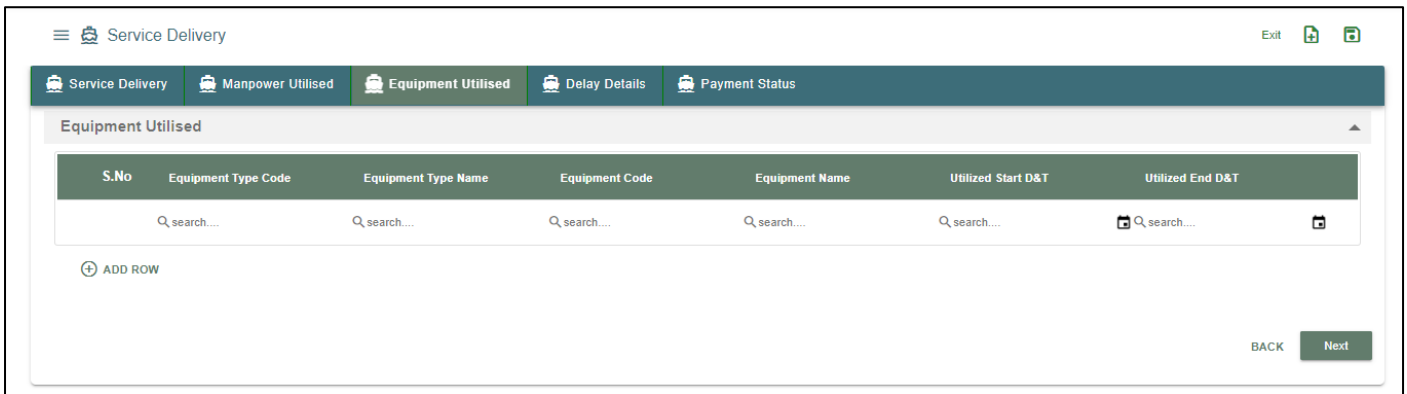 Service Delivery Exit
Service Delivery Manpower Utilised Equipment Utilised Delay Details Payment Status
Equipment Utilised
S.No Equipment Type Code Equipment Type Name Equipment Code Equipment Name Utilized Start D&T Utilized End D&T
search.... search.... search.... search.... search.... search....
ADD ROW
BACK Next